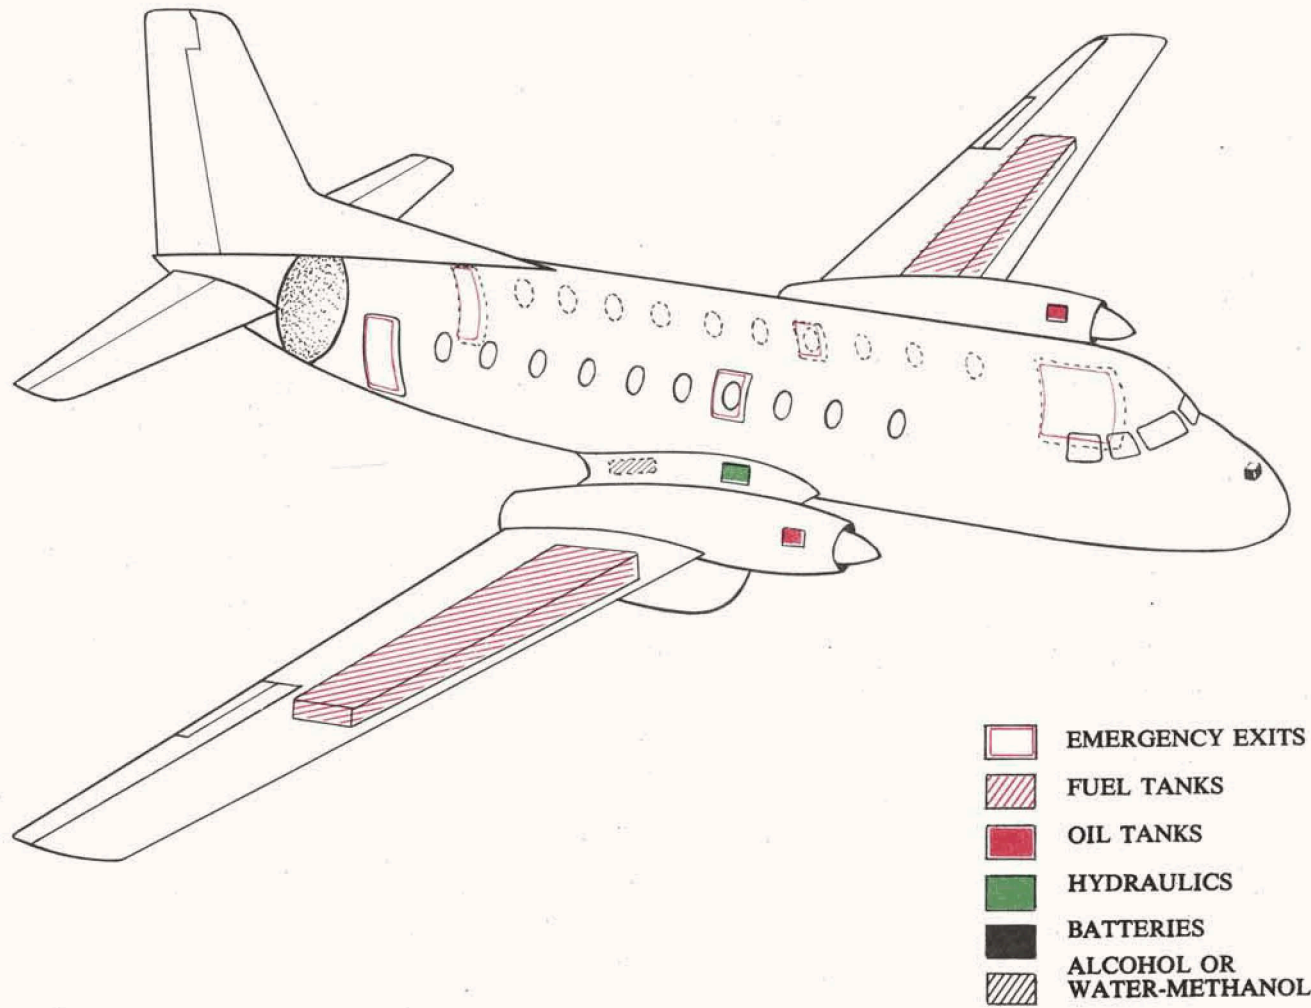 EMERGENCY EXITS
FUEL TANKS
OIL TANKS
HYDRAULICS
BATTERIES
ALCOHOL OR
WATER-METHANOL